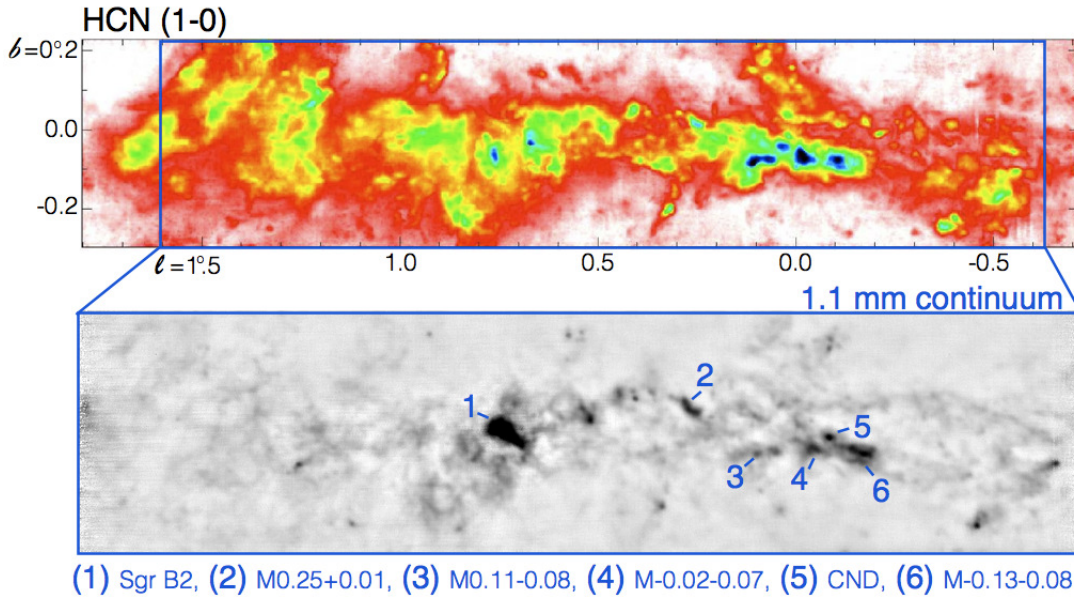 HCN (1-0)
𝒷=0°.2
0.0
-0.2
ℓ=1°.5
1.0
0.5
0.0
-0.5
1.1 mm continuum
1
2
3
4
5
6
(1) Sgr B2, (2) M0.25+0.01, (3) M0.11-0.08, (4) M-0.02-0.07, (5) CND, (6) M-0.13-0.08